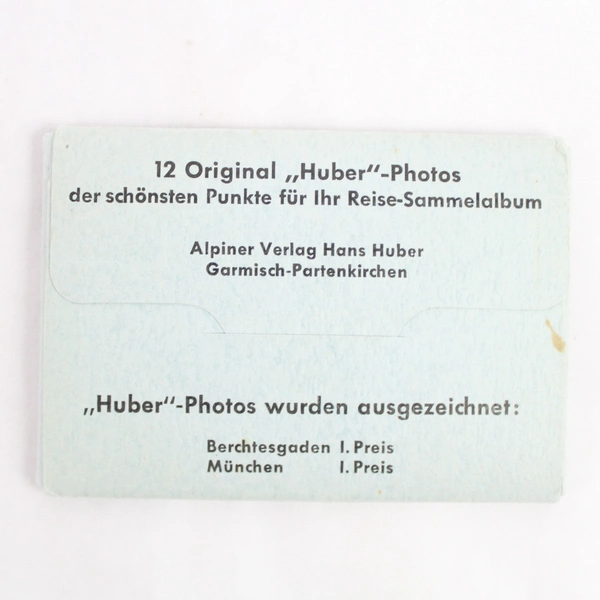 12 Original „Huber“-Photos
der schönsten Punkte für Ihr Reise-Sammelalbum
Alpiner Verlag Hans Huber
Garmisch-Partenkirchen
„Huber“-Photos wurden ausgezeichnet:
Berchtesgaden I. Preis
München I. Preis